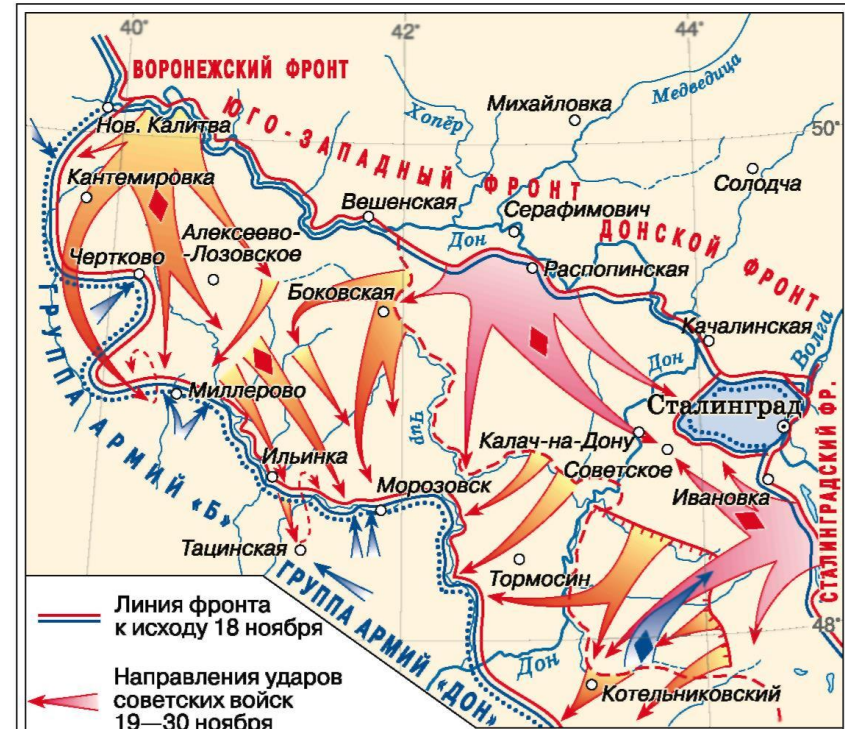 40°
42°
44°
ВОРОНЕЖСКИЙ ФРОНТ
ЮГО-ЗАПАДНЫЙ ФРОНТ
ДОНСКОЙ ФРОНТ
СТАЛИНГРАДСКИЙ ФР.
Хопёр
Михайловка
Медведица
50°
Нов. Калитва
Солодча
Кантемировка
Вешенская
Серафимович
Алексеево-
-Лозовское
Дон
Чертково
Распопинская
Боковская
Качалинская
Волга
Дон
Миллерово
Сталинград
Чир
Калач-на-Дону
Советское
Ильинка
Морозовск
Ивановка
Тацинская
Тормосин
48°
Дон
Котельниковский
ГРУППА АРМИЙ «Б»
ГРУППА АРМИЙ «ДОН»
Линия фронта
к исходу 18 ноября
Направления ударов
советских войск
19—30 ноября